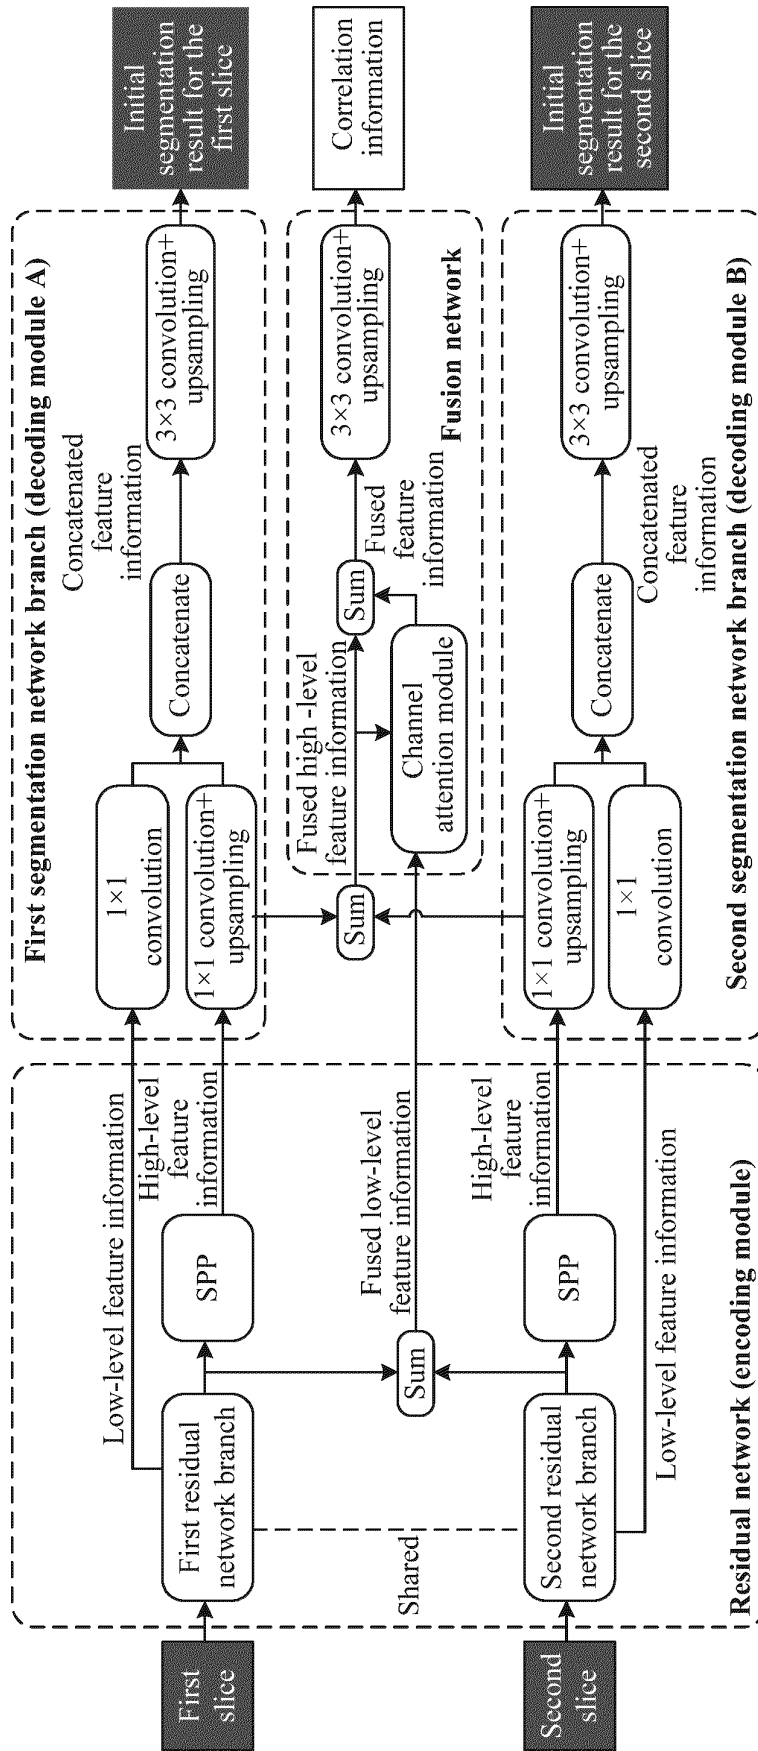 First
slice
Second
slice
Shared
First residual
network branch
Second residual
network branch
Low-level feature information
SPP
High-level
feature
information
Sum
Fused low-level
feature information
SPP
High-level
feature
information
Low-level feature information
Residual network (encoding module)
First segmentation network branch (decoding module A)
1×1
convolution
1×1 convolution+
upsampling
Concatenate
Concatenated
feature
information
3×3 convolution+
upsampling
Initial
segmentation
result for the
first slice
Sum
Fused high -level
feature information
Channel
attention module
Sum
Fused
feature
information
3×3 convolution+
upsampling
Fusion network
Correlation
information
1×1 convolution+
upsampling
1×1
convolution
Concatenate
Concatenated
feature
information
3×3 convolution+
upsampling
Second segmentation network branch (decoding module B)
Initial
segmentation
result for the
second slice